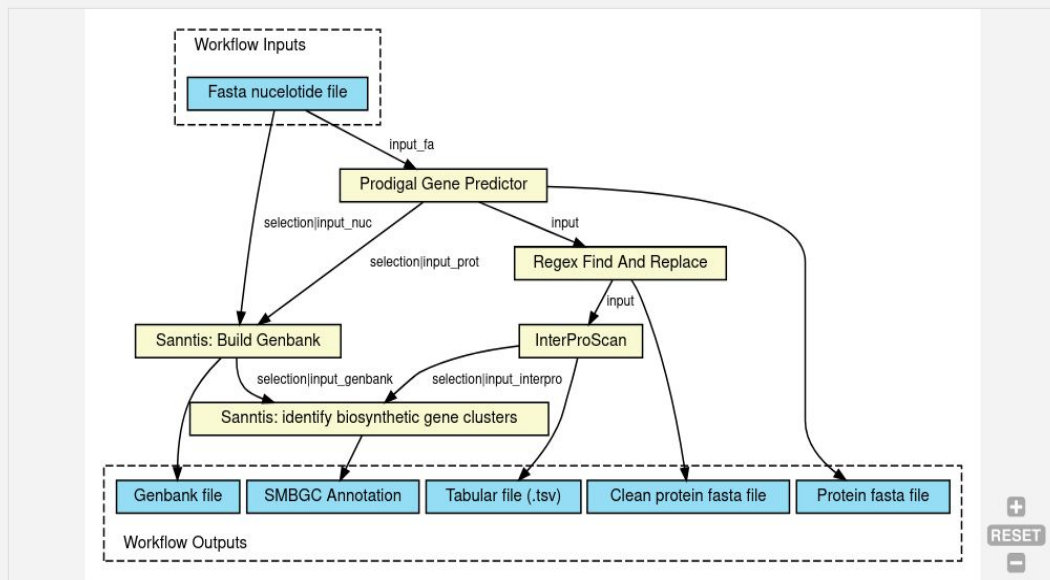 Workflow Inputs
Fasta nucelotide file
input_fa
Prodigal Gene Predictor
selection|input_nuc
input
selection|input_prot
Regex Find And Replace
input
Sanntis: Build Genbank
InterProScan
selection|input_genbank
selection|input_interpro
Sanntis: identify biosynthetic gene clusters
Genbank file
SMBGC Annotation
Tabular file (.tsv)
Clean protein fasta file
Protein fasta file
Workflow Outputs
+
RESET
−